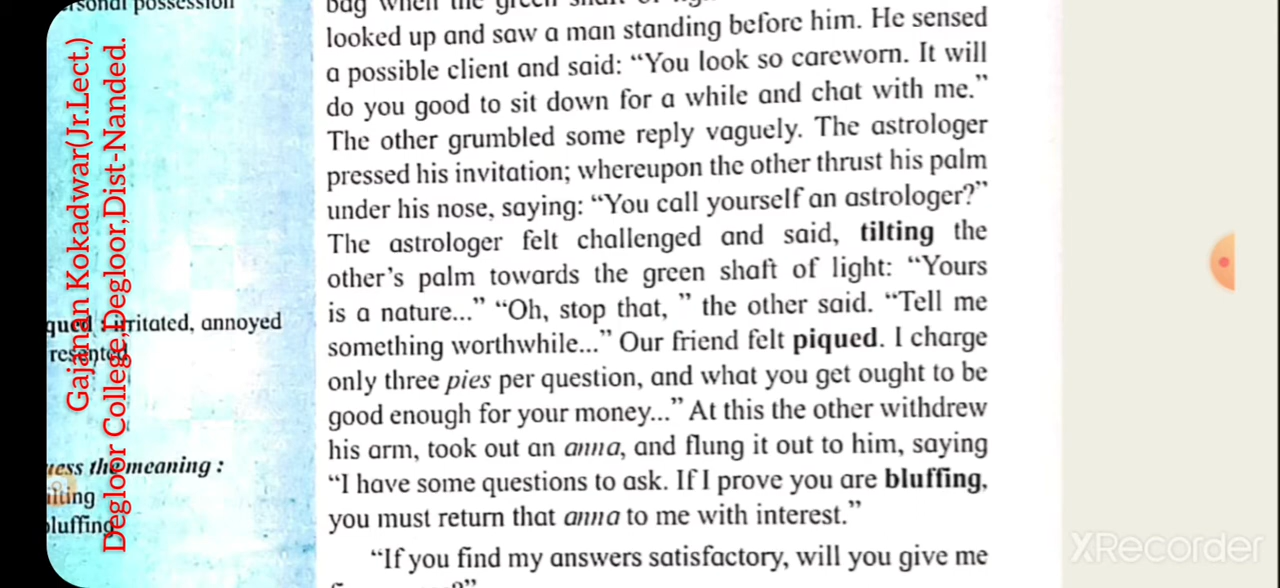 rsonal possession
bag when the green shaft of
looked up and saw a man standing before him. He sensed
a possible client and said: “You look so careworn. It will
do you good to sit down for a while and chat with me.”
The other grumbled some reply vaguely. The astrologer
pressed his invitation; whereupon the other thrust his palm
under his nose, saying: “You call yourself an astrologer?”
The astrologer felt challenged and said, tilting the
other’s palm towards the green shaft of light: “Yours
is a nature...” “Oh, stop that, ” the other said. “Tell me
something worthwhile...” Our friend felt piqued. I charge
only three pies per question, and what you get ought to be
good enough for your money...” At this the other withdrew
his arm, took out an anna, and flung it out to him, saying
“I have some questions to ask. If I prove you are bluffing,
you must return that anna to me with interest.”
“If you find my answers satisfactory, will you give me
qued : irritated, annoyed
resented
uess the meaning :
ilting
bluffing
Gajanan Kokadwar(Jr.Lect.)
Degloor College,Degloor,Dist-Nanded.
XRecorder